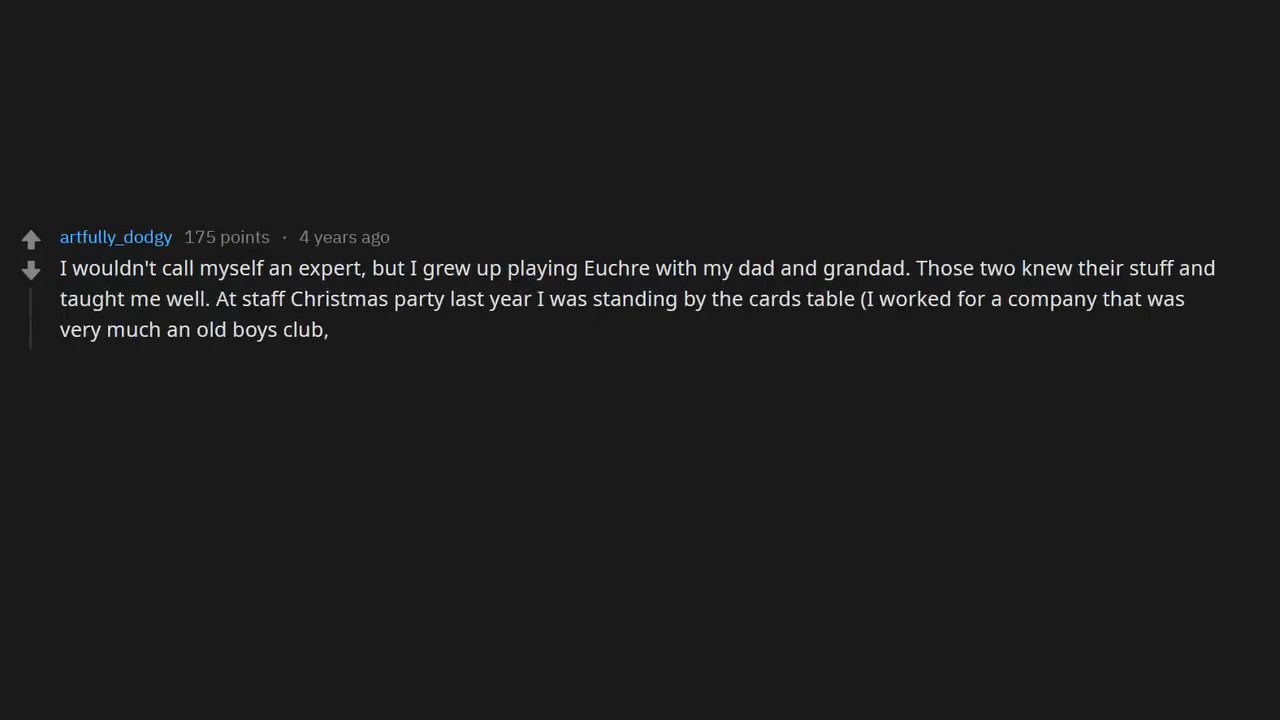 artfully_dodgy 175 points · 4 years ago
I wouldn't call myself an expert, but I grew up playing Euchre with my dad and grandad. Those two knew their stuff and
taught me well. At staff Christmas party last year I was standing by the cards table (I worked for a company that was
very much an old boys club,